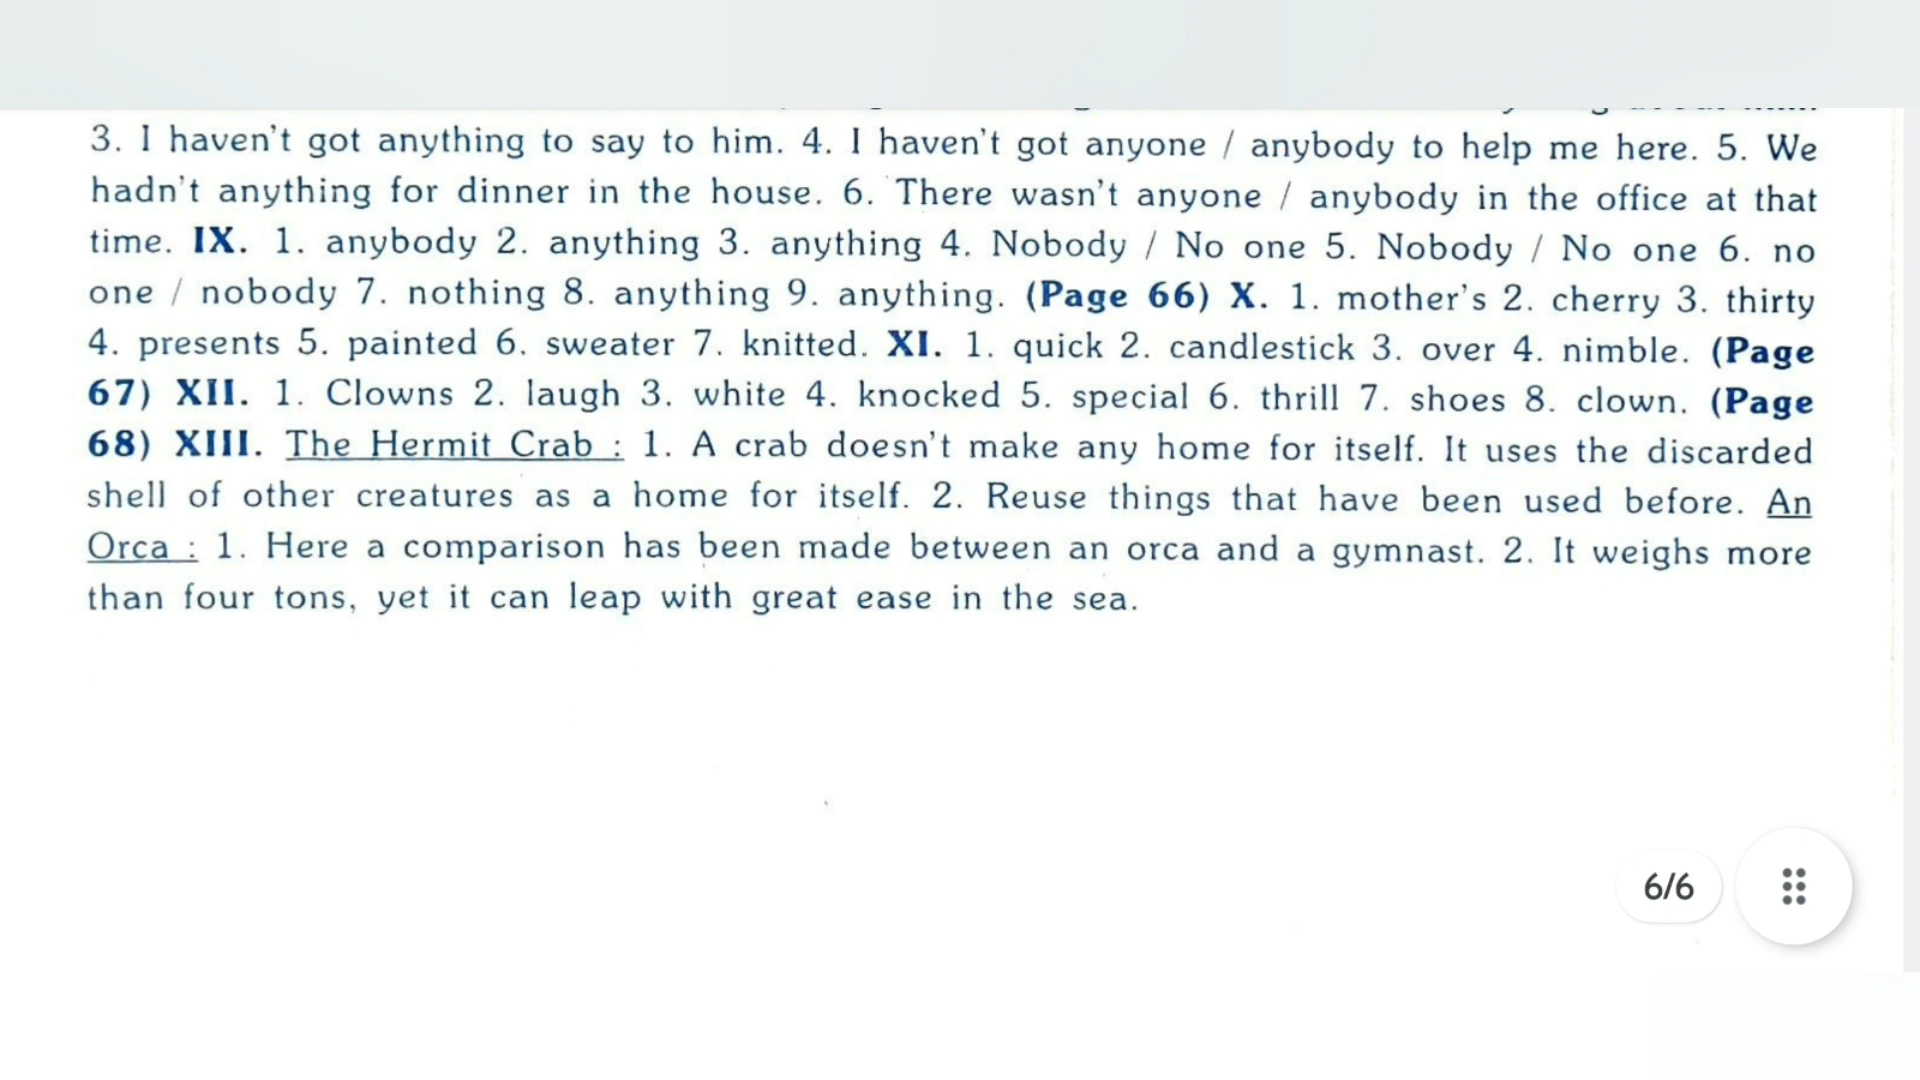 3. I haven't got anything to say to him. 4. I haven't got anyone / anybody to help me here. 5. We
hadn't anything for dinner in the house. 6. There wasn't anyone / anybody in the office at that
time. IX. 1. anybody 2. anything 3. anything 4. Nobody / No one 5. Nobody / No one 6. no
one / nobody 7. nothing 8. anything 9. anything. (Page 66) X. 1. mother's 2. cherry 3. thirty
4. presents 5. painted 6. sweater 7. knitted. XI. 1. quick 2. candlestick 3. over 4. nimble. (Page
67) XII. 1. Clowns 2. laugh 3. white 4. knocked 5. special 6. thrill 7. shoes 8. clown. (Page
68) XIII. The Hermit Crab : 1. A crab doesn't make any home for itself. It uses the discarded
shell of other creatures as a home for itself. 2. Reuse things that have been used before. An
Orca : 1. Here a comparison has been made between an orca and a gymnast. 2. It weighs more
than four tons, yet it can leap with great ease in the sea.
6/6